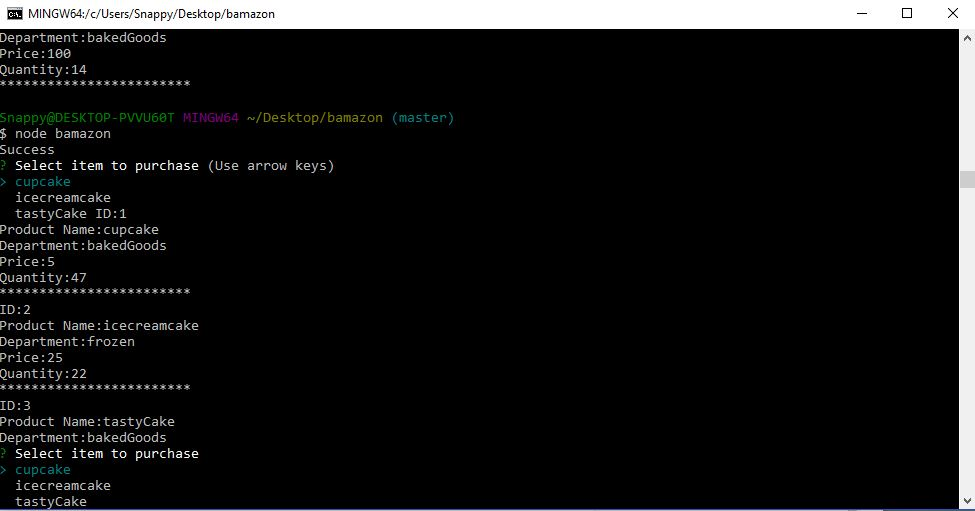 MINGW64:/c/Users/Snappy/Desktop/bamazon
Department:bakedGoods
Price:100
Quantity:14
*************************
Snappy@DESKTOP-PVVU60T MINGW64 ~/Desktop/bamazon (master)
$ node bamazon
Success
? Select item to purchase (Use arrow keys)
> cupcake
  icecreamcake
  tastyCake ID:1
Product Name:cupcake
Department:bakedGoods
Price:5
Quantity:47
*************************
ID:2
Product Name:icecreamcake
Department:frozen
Price:25
Quantity:22
*************************
ID:3
Product Name:tastyCake
Department:bakedGoods
? Select item to purchase
> cupcake
  icecreamcake
  tastyCake